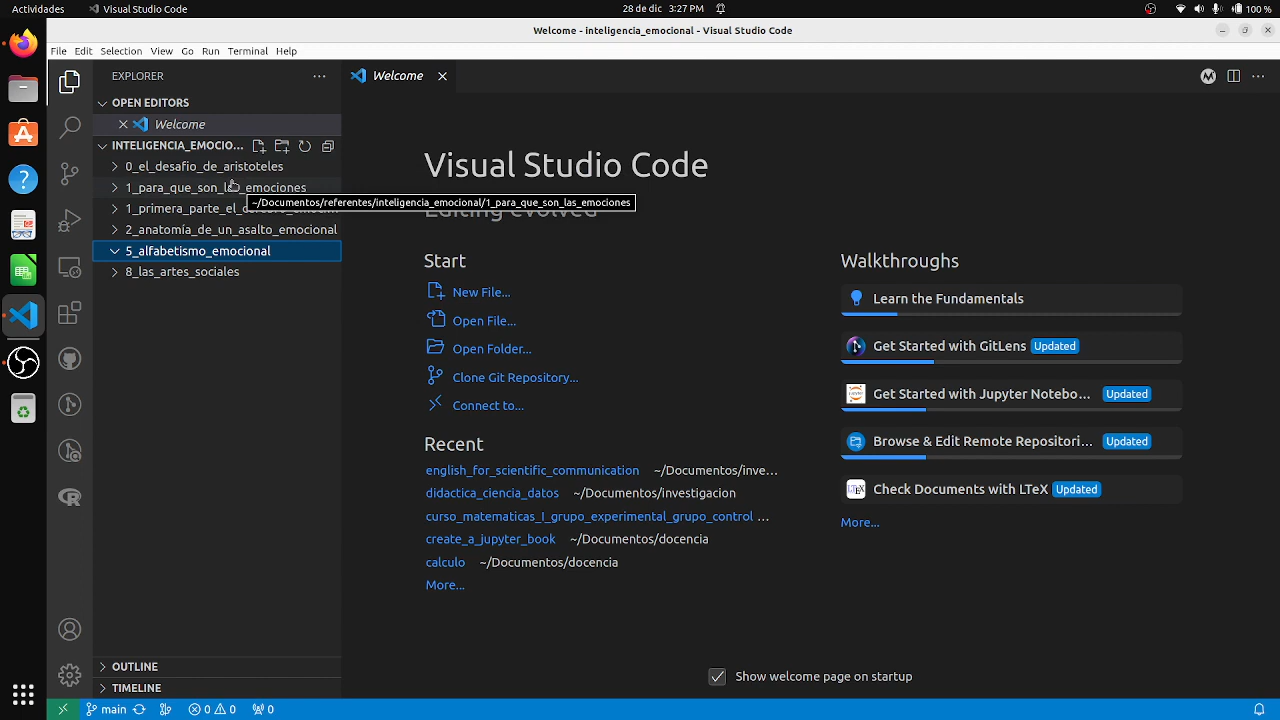 Actividades
Visual Studio Code
28 de dic 3:27 PM
100 %
Welcome - inteligencia_emocional - Visual Studio Code
File Edit Selection View Go Run Terminal Help
EXPLORER
OPEN EDITORS
Welcome
INTELIGENCIA_EMOCIO...
0_el_desafio_de_aristoteles
1_para_que_son_las_emociones
~/Documentos/referentes/inteligencia_emocional/1_para_que_son_las_emociones
2_anatomia_de_un_asalto_emocional
5_alfabetismo_emocional
8_las_artes_sociales
OUTLINE
TIMELINE
Welcome
Visual Studio Code
Editing evolved
Start
New File...
Open File...
Open Folder...
Clone Git Repository...
Connect to...
Recent
english_for_scientific_communication ~/Documentos/inve...
didactica_ciencia_datos ~/Documentos/investigacion
curso_matematicas_I_grupo_experimental_grupo_control ...
create_a_jupyter_book ~/Documentos/docencia
calculo ~/Documentos/docencia
More...
Walkthroughs
Learn the Fundamentals
Get Started with GitLens Updated
Get Started with Jupyter Notebo... Updated
Browse & Edit Remote Repositori... Updated
Check Documents with LTeX Updated
More...
Show welcome page on startup
main
0 0
0